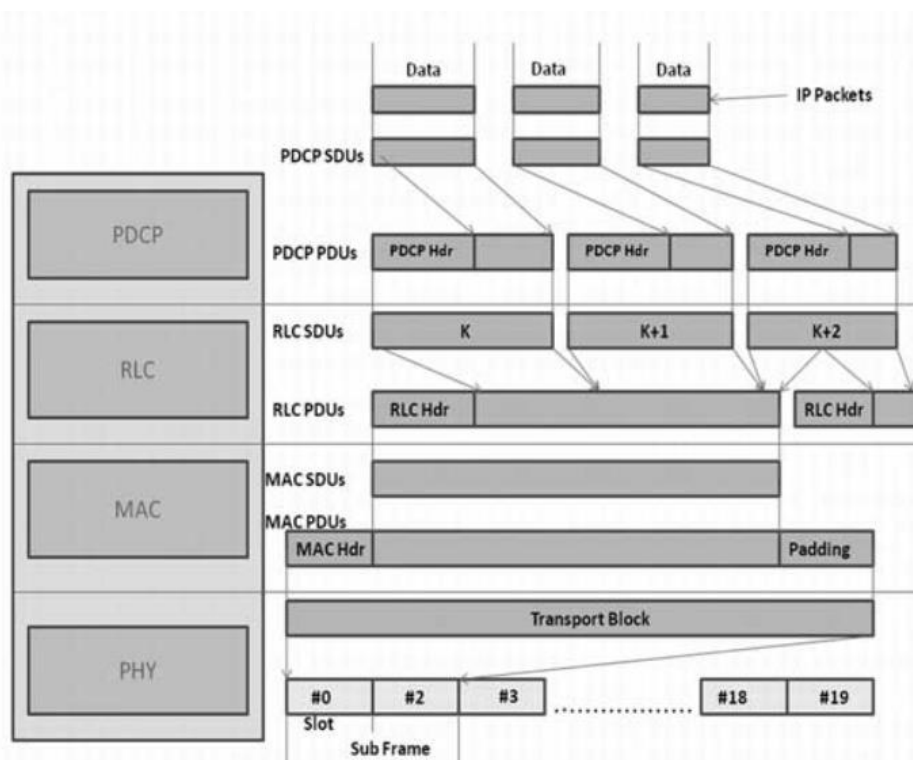 Data Data Data
IP Packets
PDCP SDUs
PDCP
PDCP PDUs PDCP Hdr PDCP Hdr PDCP Hdr
RLC SDUs K K+1 K+2
RLC
RLC PDUs RLC Hdr RLC Hdr
MAC SDUs
MAC
MAC PDUs
MAC Hdr Padding
Transport Block
PHY
#0 #2 #3 #18 #19
Slot
Sub Frame